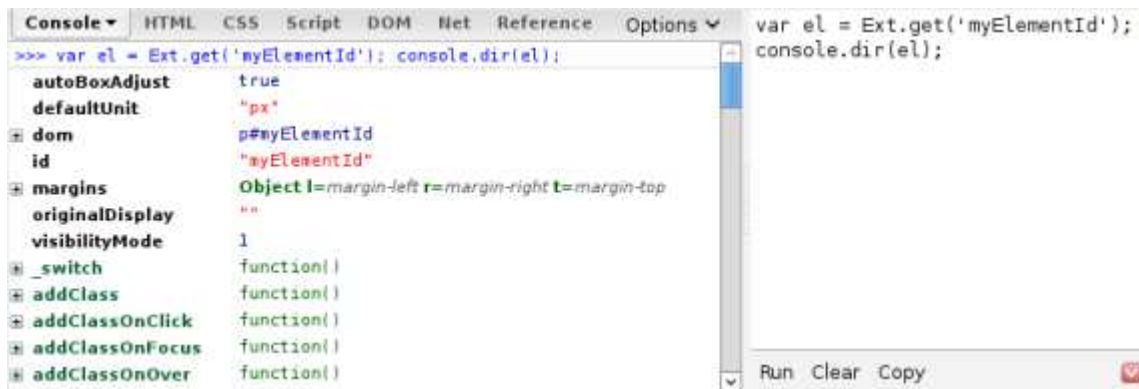 Console HTML CSS Script DOM Net Reference Options
>>> var el = Ext.get('myElementId'); console.dir(el);
autoBoxAdjust true
defaultUnit "px"
dom p#myElementId
id "myElementId"
margins Object l=margin-left r=margin-right t=margin-top
originalDisplay ""
visibilityMode 1
_switch function()
addClass function()
addClassOnClick function()
addClassOnFocus function()
addClassOnOver function()
var el = Ext.get('myElementId');
console.dir(el);
Run Clear Copy